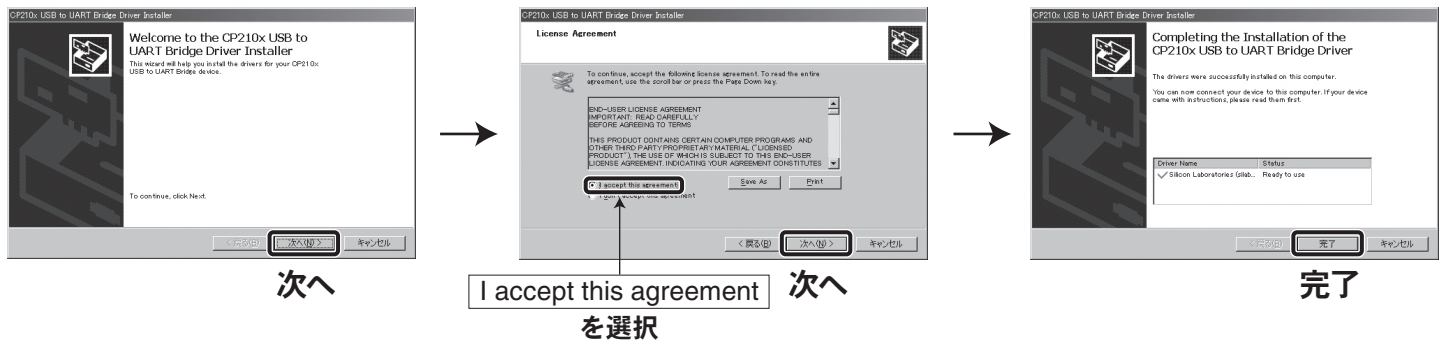 CP210x USB to UART Bridge Driver Installer
Welcome to the CP210x USB to
UART Bridge Driver Installer
This wizard will help you install the drivers for your CP210x
USB to UART Bridge device.
To continue, click Next.
< 戻る(B)
次へ(N) >
キャンセル
次へ
CP210x USB to UART Bridge Driver Installer
License Agreement
To continue, accept the following license agreement. To read the entire
agreement, use the scroll bar or press the Page Down key.
END-USER LICENSE AGREEMENT
IMPORTANT: READ CAREFULLY
BEFORE AGREEING TO TERMS
THIS PRODUCT CONTAINS CERTAIN COMPUTER PROGRAMS AND
OTHER THIRD PARTY PROPRIETARY MATERIAL ("LICENSED
PRODUCT"), THE USE OF WHICH IS SUBJECT TO THIS END-USER
LICENSE AGREEMENT. INDICATING YOUR AGREEMENT CONSTITUTES
I accept this agreement
Save As
Print
I don't accept this agreement
< 戻る(B)
次へ(N) >
キャンセル
I accept this agreement
を選択
次へ
CP210x USB to UART Bridge Driver Installer
Completing the Installation of the
CP210x USB to UART Bridge Driver
The drivers were successfully installed on this computer.
You can now connect your device to this computer. If your device
came with instructions, please read them first.
Driver Name Status
Silicon Laboratories (silab... Ready to use
< 戻る(B)
完了
キャンセル
完了